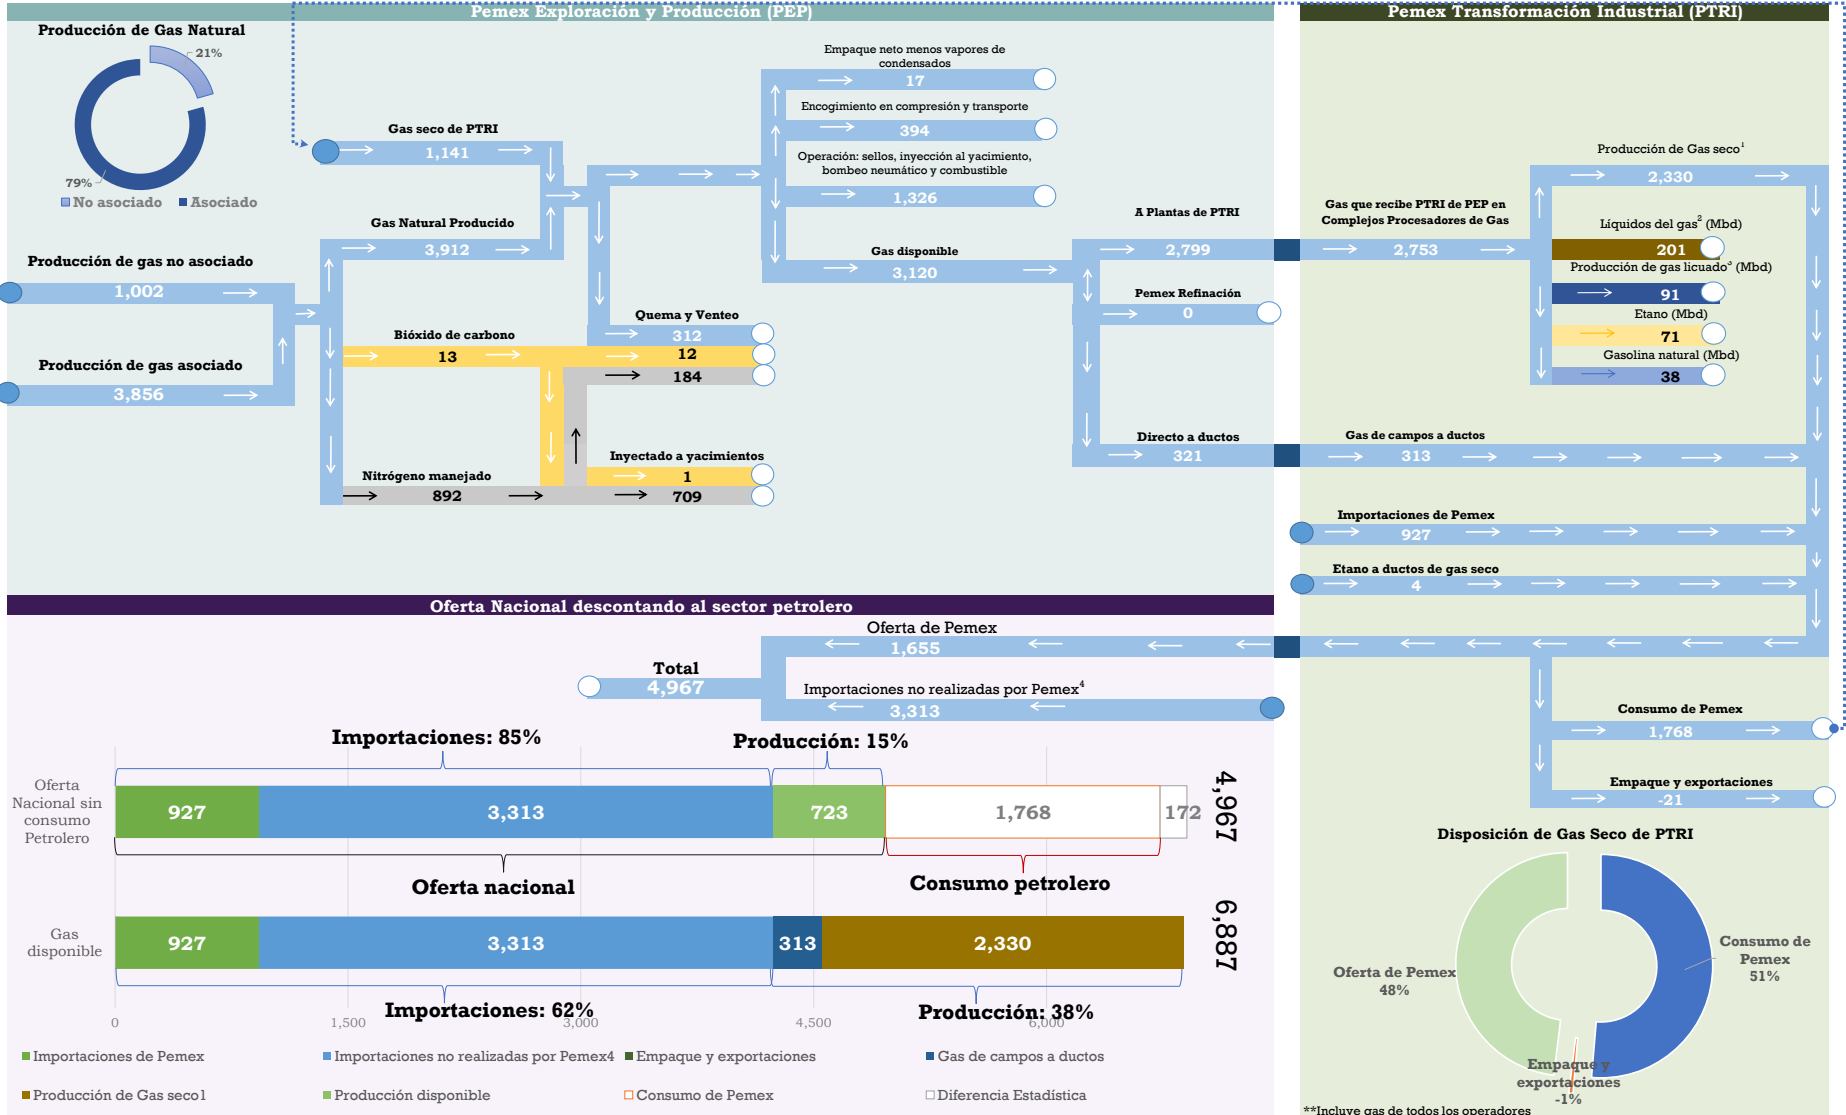 Pemex Exploración y Producción (PEP)
Producción de Gas Natural
21%
79%
No asociado
Asociado
Gas seco de PTRI
1,141
Gas Natural Producido
3,912
Producción de gas no asociado
1,002
Producción de gas asociado
3,856
Bióxido de carbono
13
Nitrógeno manejado
892
Quema y Venteo
312
12
184
Inyectado a yacimientos
1
709
Empaque neto menos vapores de
condensados
17
Encogimiento en compresión y transporte
394
Operación: sellos, inyección al yacimiento,
bombeo neumático y combustible
1,326
Gas disponible
3,120
A Plantas de PTRI
2,799
Pemex Refinación
0
Directo a ductos
321
Pemex Transformación Industrial (PTRI)
Gas que recibe PTRI de PEP en
Complejos Procesadores de Gas
2,753
Producción de Gas seco¹
2,330
Líquidos del gas² (Mbd)
201
Producción de gas licuado³ (Mbd)
91
Etano (Mbd)
71
Gasolina natural (Mbd)
38
Gas de campos a ductos
313
Importaciones de Pemex
927
Etano a ductos de gas seco
4
Consumo de Pemex
1,768
Empaque y exportaciones
-21
Disposición de Gas Seco de PTRI
Oferta de Pemex
48%
Consumo de
Pemex
51%
Empaque y
exportaciones
-1%
**Incluye gas de todos los operadores
Oferta Nacional descontando al sector petrolero
Oferta de Pemex
1,655
Total
4,967
Importaciones no realizadas por Pemex⁴
3,313
Importaciones: 85%
Producción: 15%
Oferta
Nacional sin
consumo
Petrolero
927
3,313
723
1,768
172
4,967
Oferta nacional
Consumo petrolero
Gas
disponible
927
3,313
313
2,330
6,887
Importaciones: 62%
Producción: 38%
0
1,500
3,000
4,500
6,000
Importaciones de Pemex
Importaciones no realizadas por Pemex4
Empaque y exportaciones
Gas de campos a ductos
Producción de Gas seco1
Producción disponible
Consumo de Pemex
Diferencia Estadística